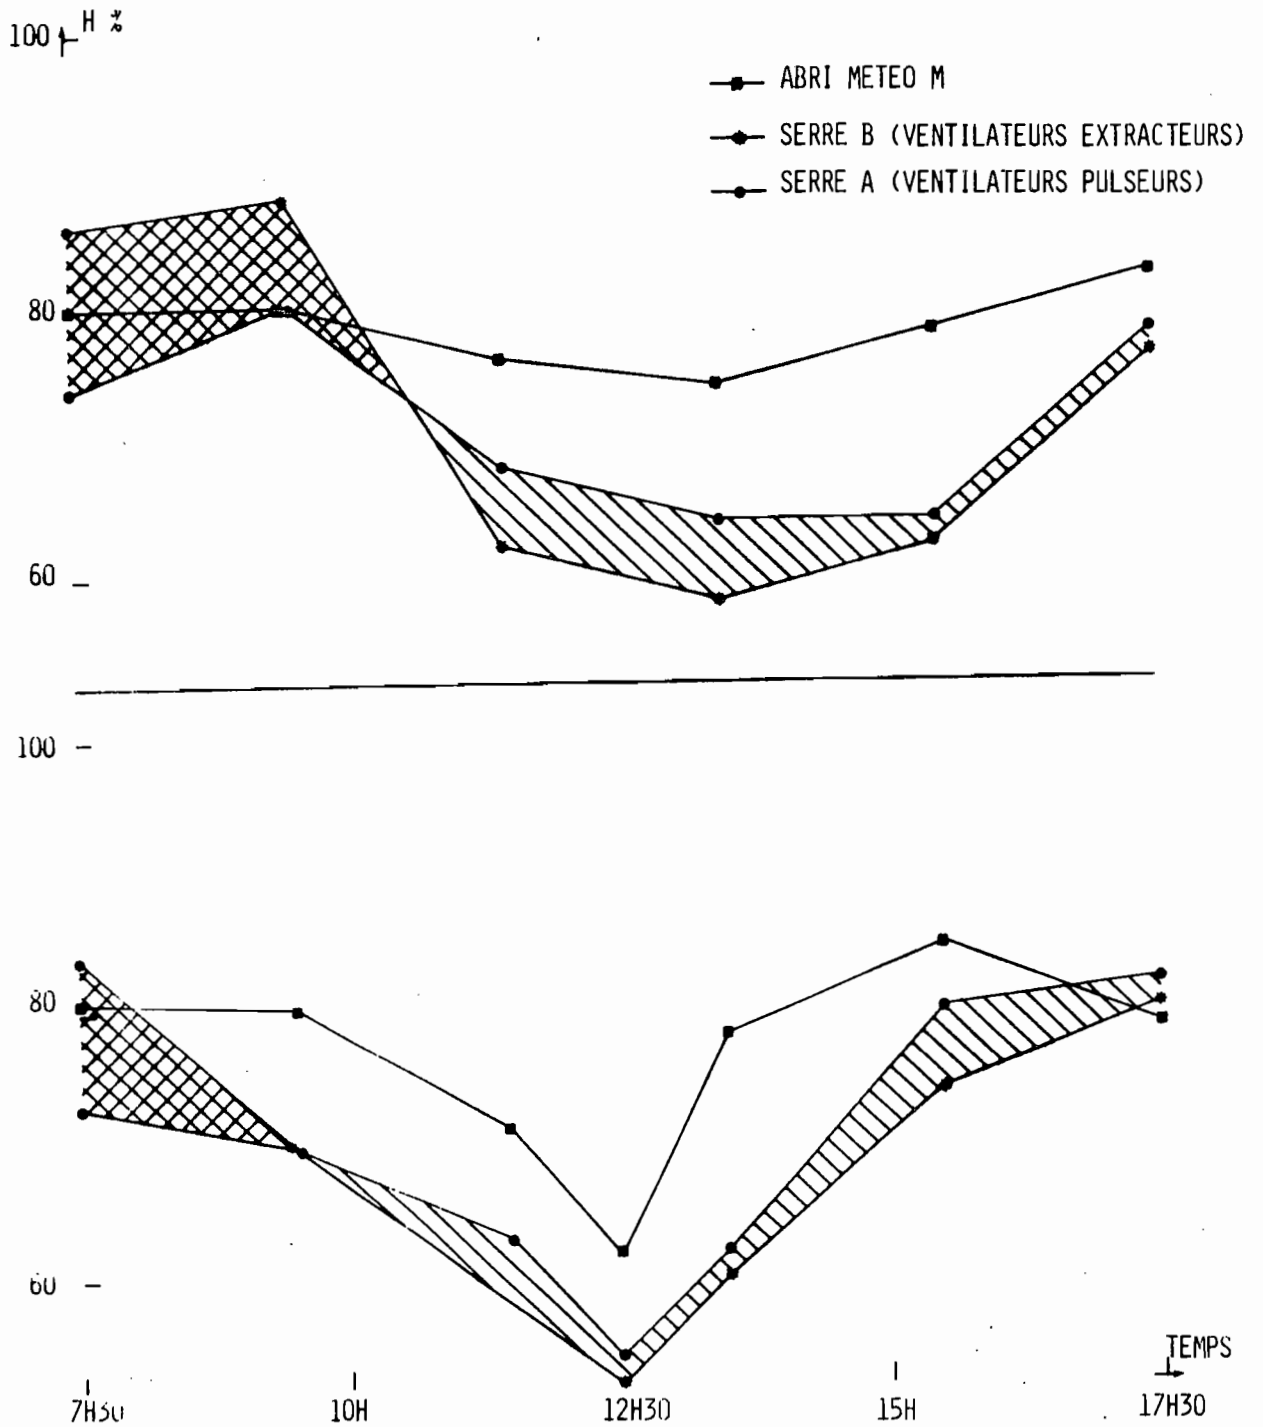 H %
100
ABRI METEO M
SERRE B (VENTILATEURS EXTRACTEURS)
SERRE A (VENTILATEURS PULSEURS)
80
60
100
80
60
TEMPS
7H30 10H 12H30 15H 17H30